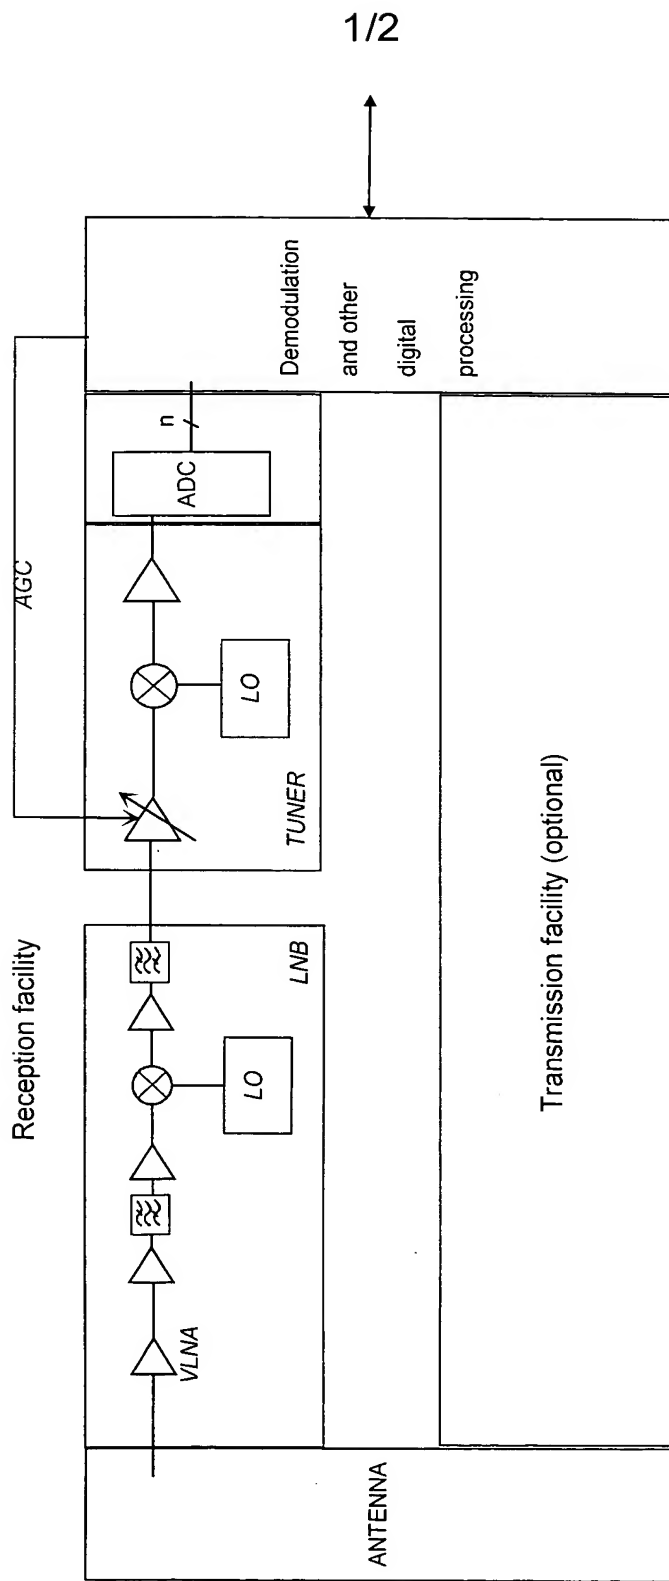 1/2
Reception facility
AGC
ANTENNA
VLNA
LO
LNB
TUNER
LO
ADC
n
Demodulation
and other
digital
processing
Transmission facility (optional)